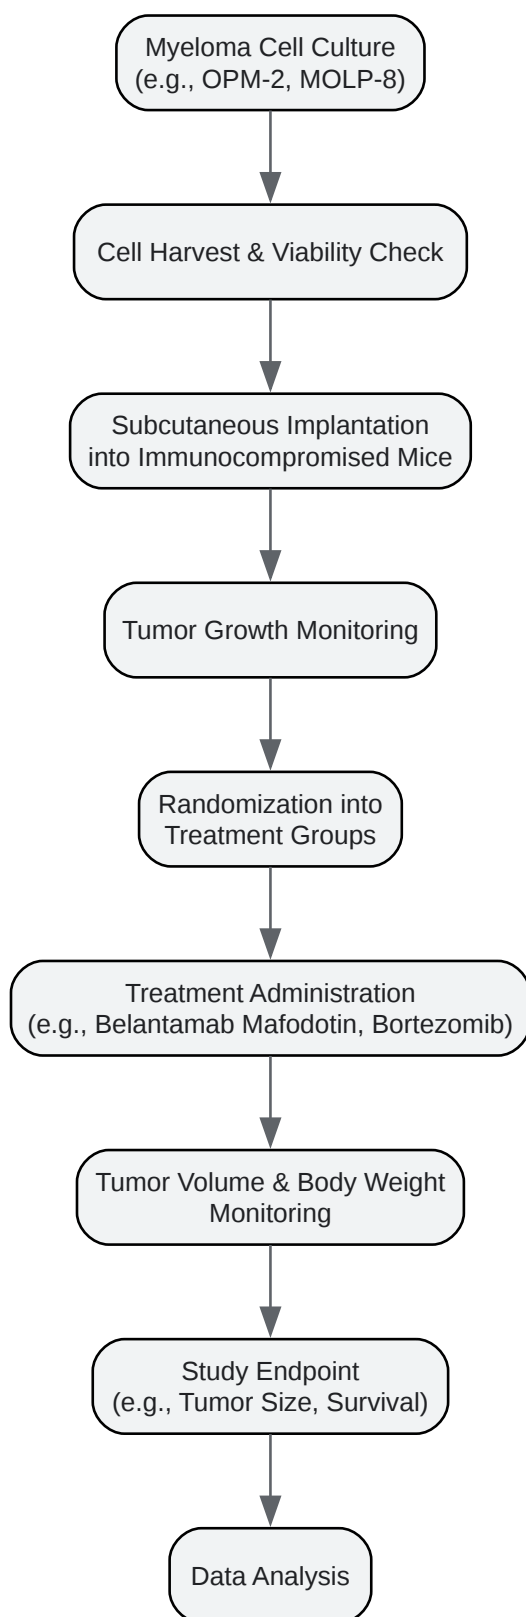 Myeloma Cell Culture
(e.g., OPM-2, MOLP-8)
Cell Harvest & Viability Check
Subcutaneous Implantation
into Immunocompromised Mice
Tumor Growth Monitoring
Randomization into
Treatment Groups
Treatment Administration
(e.g., Belantamab Mafodotin, Bortezomib)
Tumor Volume & Body Weight
Monitoring
Study Endpoint
(e.g., Tumor Size, Survival)
Data Analysis